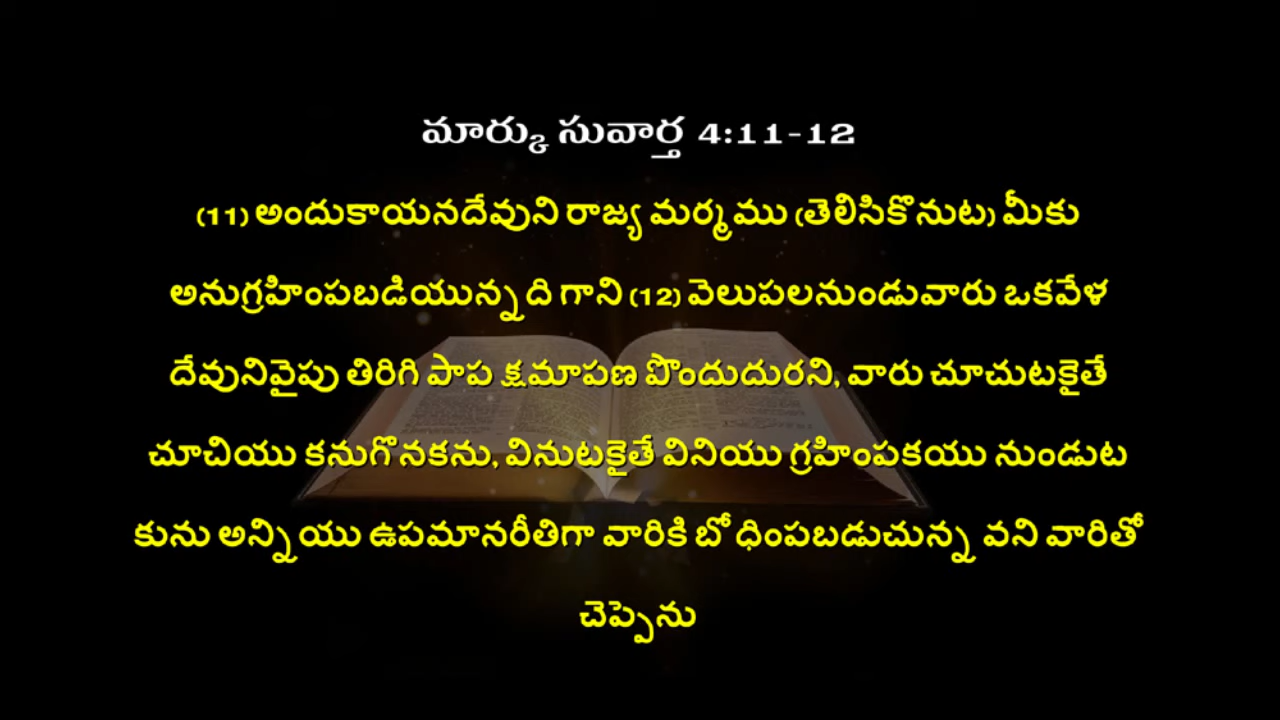 మార్కు సువార్త 4:11-12
(11) అందుకాయనదేవుని రాజ్య మర్మము (తెలిసికొనుట) మీకు
అనుగ్రహింపబడియున్నది గాని (12) వెలుపలనుండువారు ఒకవేళ
దేవునివైపు తిరిగి పాప క్షమాపణ పొందుదురని, వారు చూచుటకైతే
చూచియు కనుగొనకను, వినుటకైతే వినియు గ్రహింపకయు నుండుట
కును అన్నియు ఉపమానరీతిగా వారికి బోధింపబడుచున్న వని వారితో
చెప్పెను